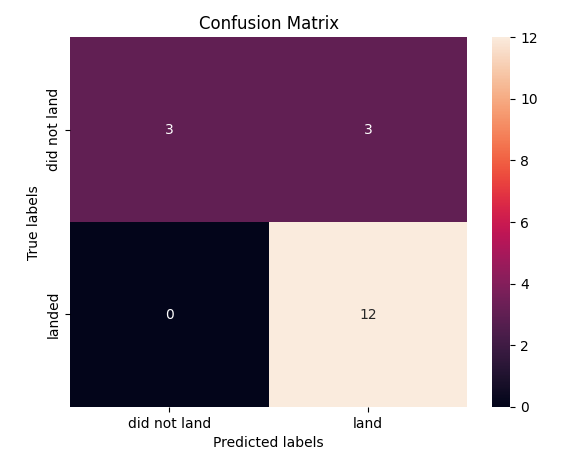 Confusion Matrix
True labels
did not land
landed
3
3
0
12
did not land
land
Predicted labels
12
10
8
6
4
2
0